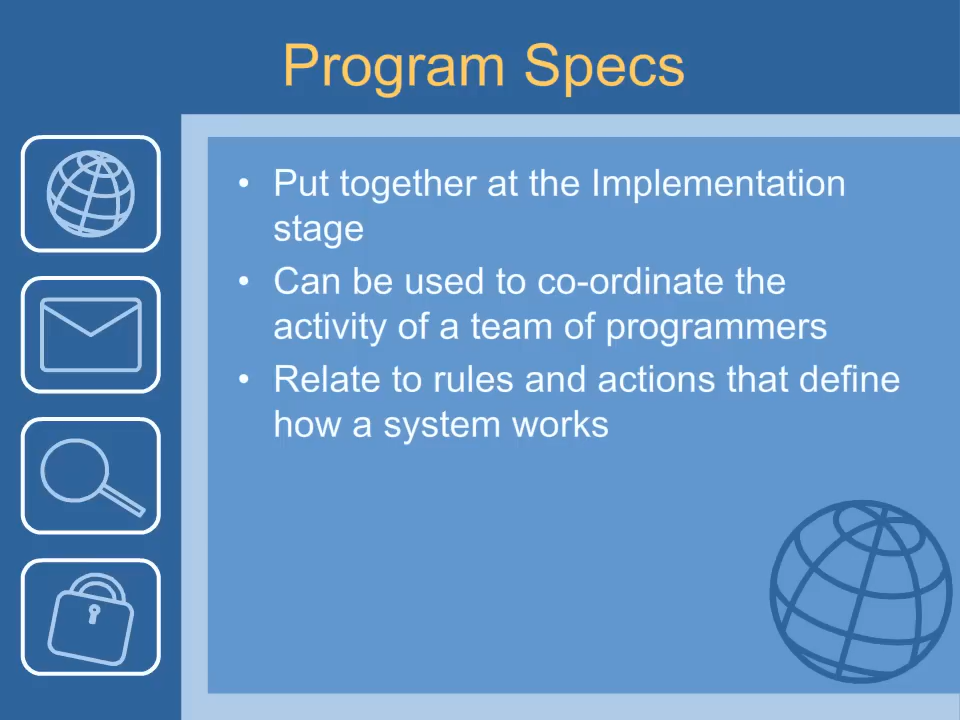 Program Specs
• Put together at the Implementation
stage
• Can be used to co-ordinate the
activity of a team of programmers
• Relate to rules and actions that define
how a system works